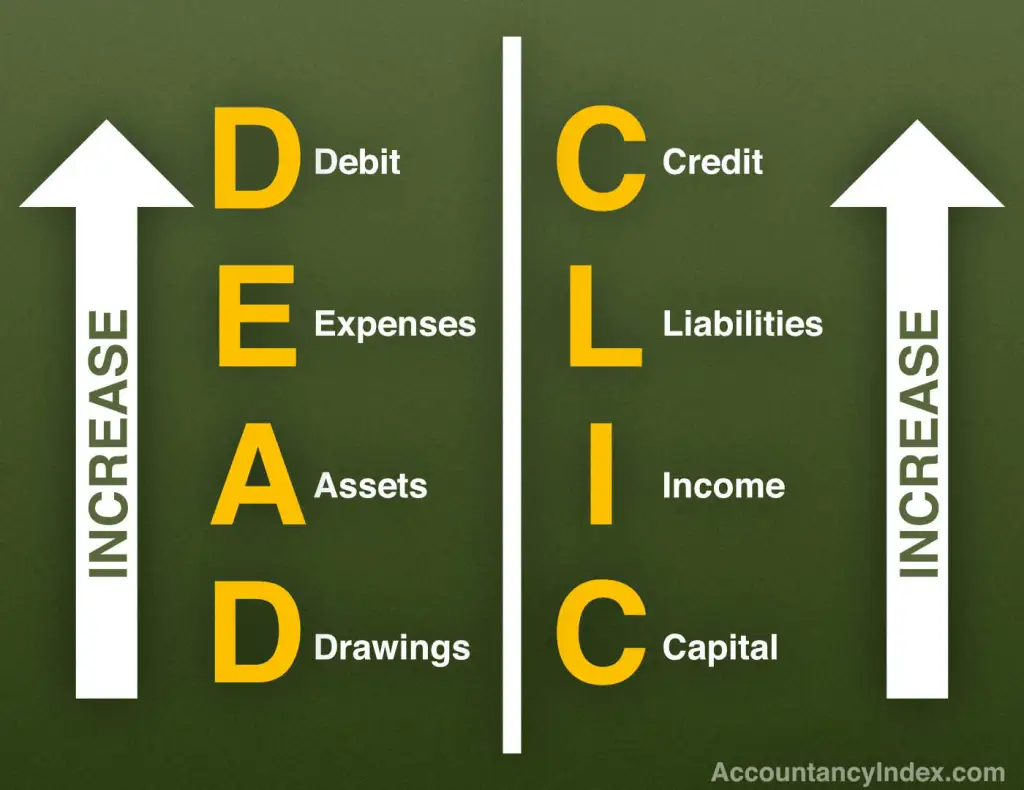 INCREASE
D Debit
E Expenses
A Assets
D Drawings
C Credit
L Liabilities
I Income
C Capital
INCREASE
AccountancyIndex.com